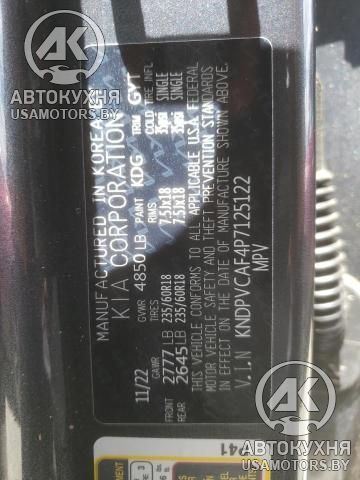 АВТОКУХНЯ
USAMOTORS.BY
MANUFACTURED IN KOREA
KIA CORPORATION
11/22 GVWR 4850 LB PAINT KDG TRIM GYT
GAWR TIRES RIMS COLD TIRE INFL
FRONT 2777 LB 235/60R18 7.5Jx18 SINGLE
REAR 2645 LB 235/60R18 7.5Jx18 SINGLE
THIS VEHICLE CONFORMS TO ALL APPLICABLE U.S.A. FEDERAL
MOTOR VEHICLE SAFETY AND THEFT PREVENTION STANDARDS
IN EFFECT ON THE DATE OF MANUFACTURE SHOWN ABOVE.
V.I.N KNDPVCAF4P7125122
MPV
P41
АВТОКУХНЯ
USAMOTORS.BY